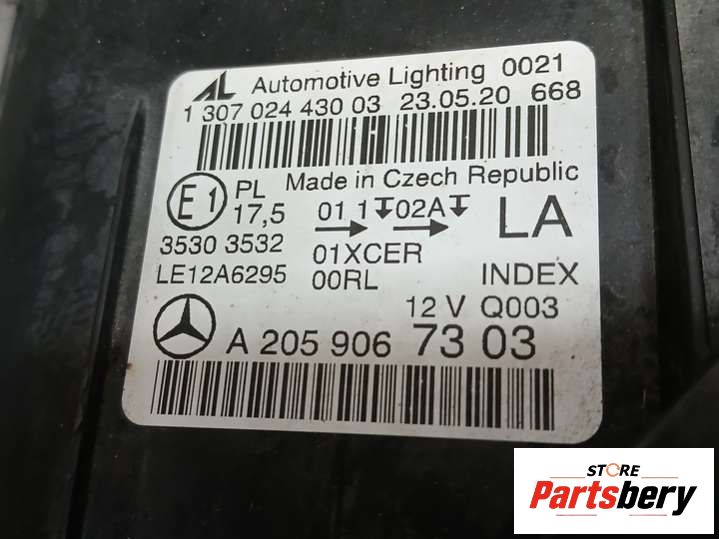 AL Automotive Lighting 0021
1 307 024 430 03 23.05.20 668
Made in Czech Republic
E1 PL 17,5 01 1 02A LA
3530 3532 01XCER
LE12A6295 00RL INDEX
12 V Q003
A 205 906 73 03
STORE
Partsbery